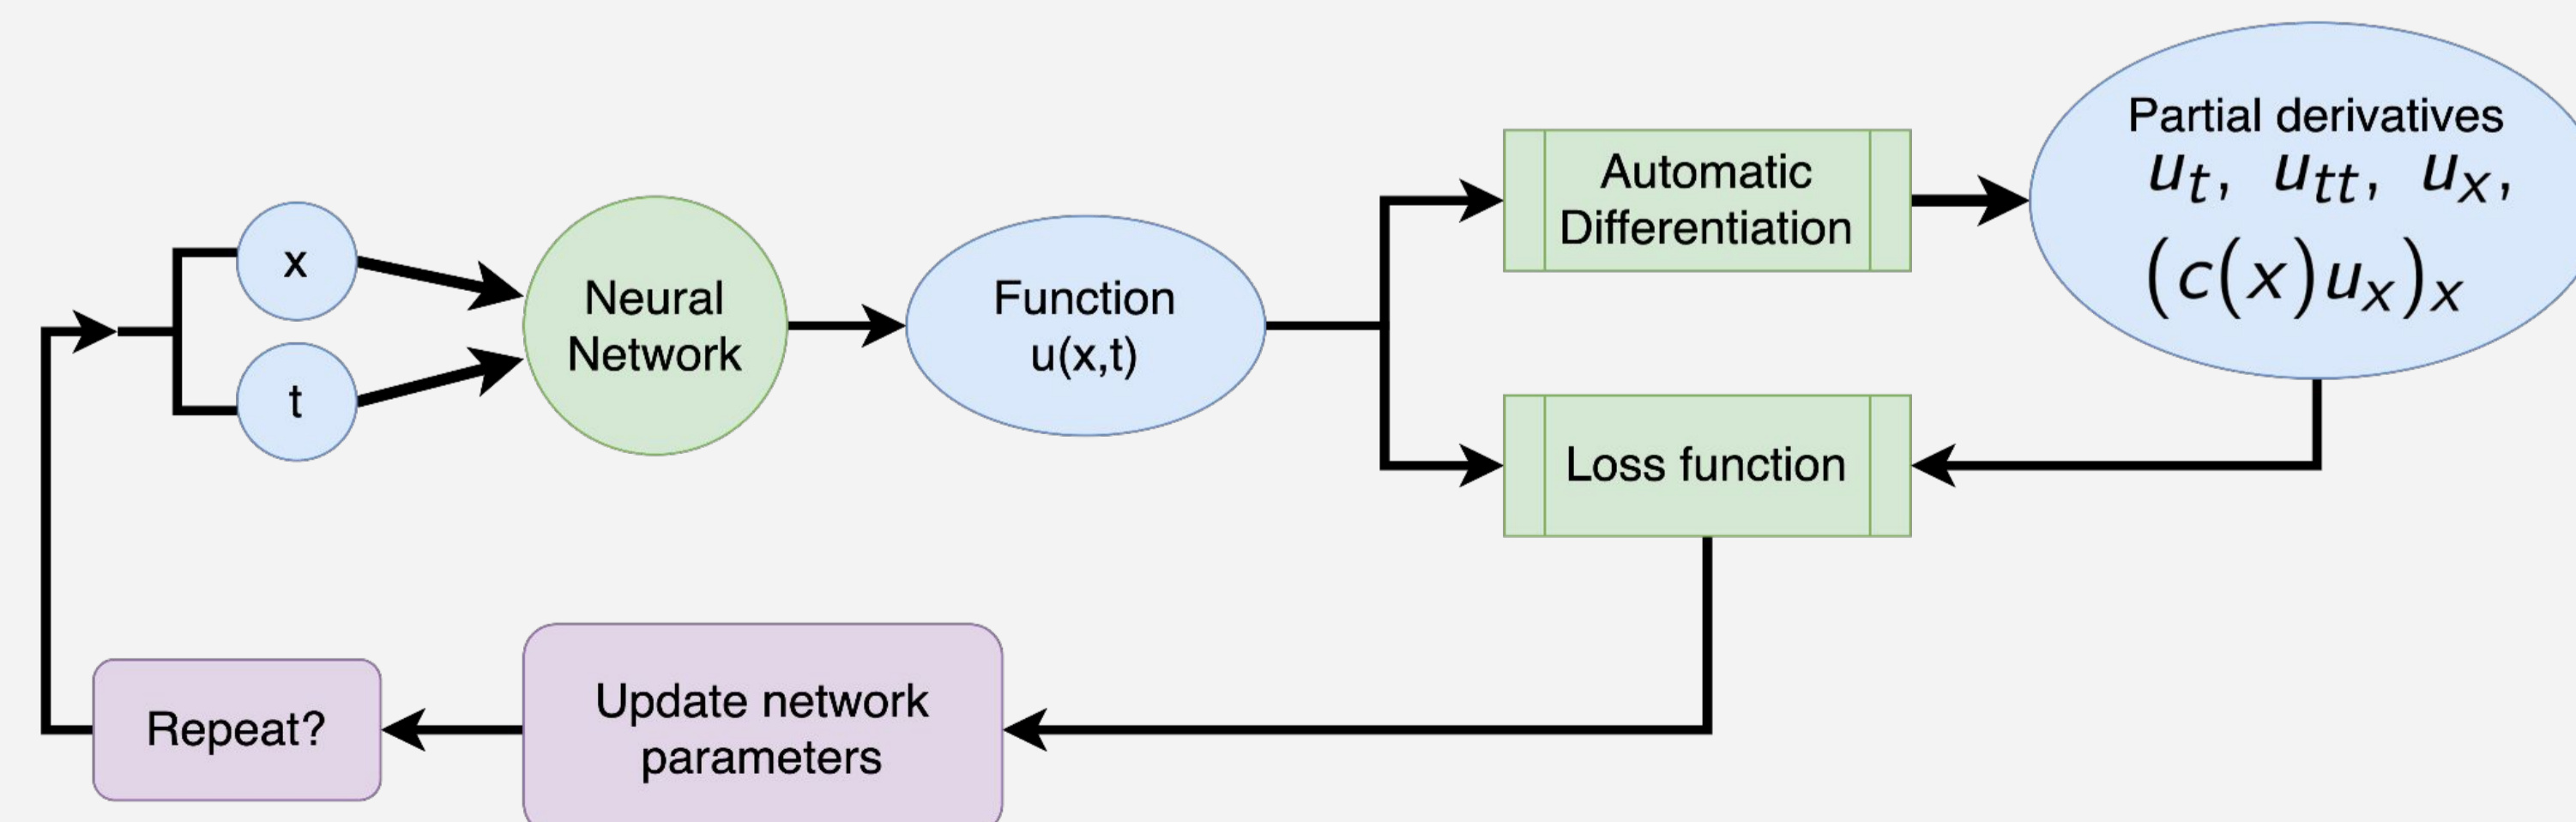 x
t
Neural
Network
Function
u(x,t)
Automatic
Differentiation
Partial derivatives
u_t, u_tt, u_x,
(c(x)u_x)_x
Loss function
Update network
parameters
Repeat?